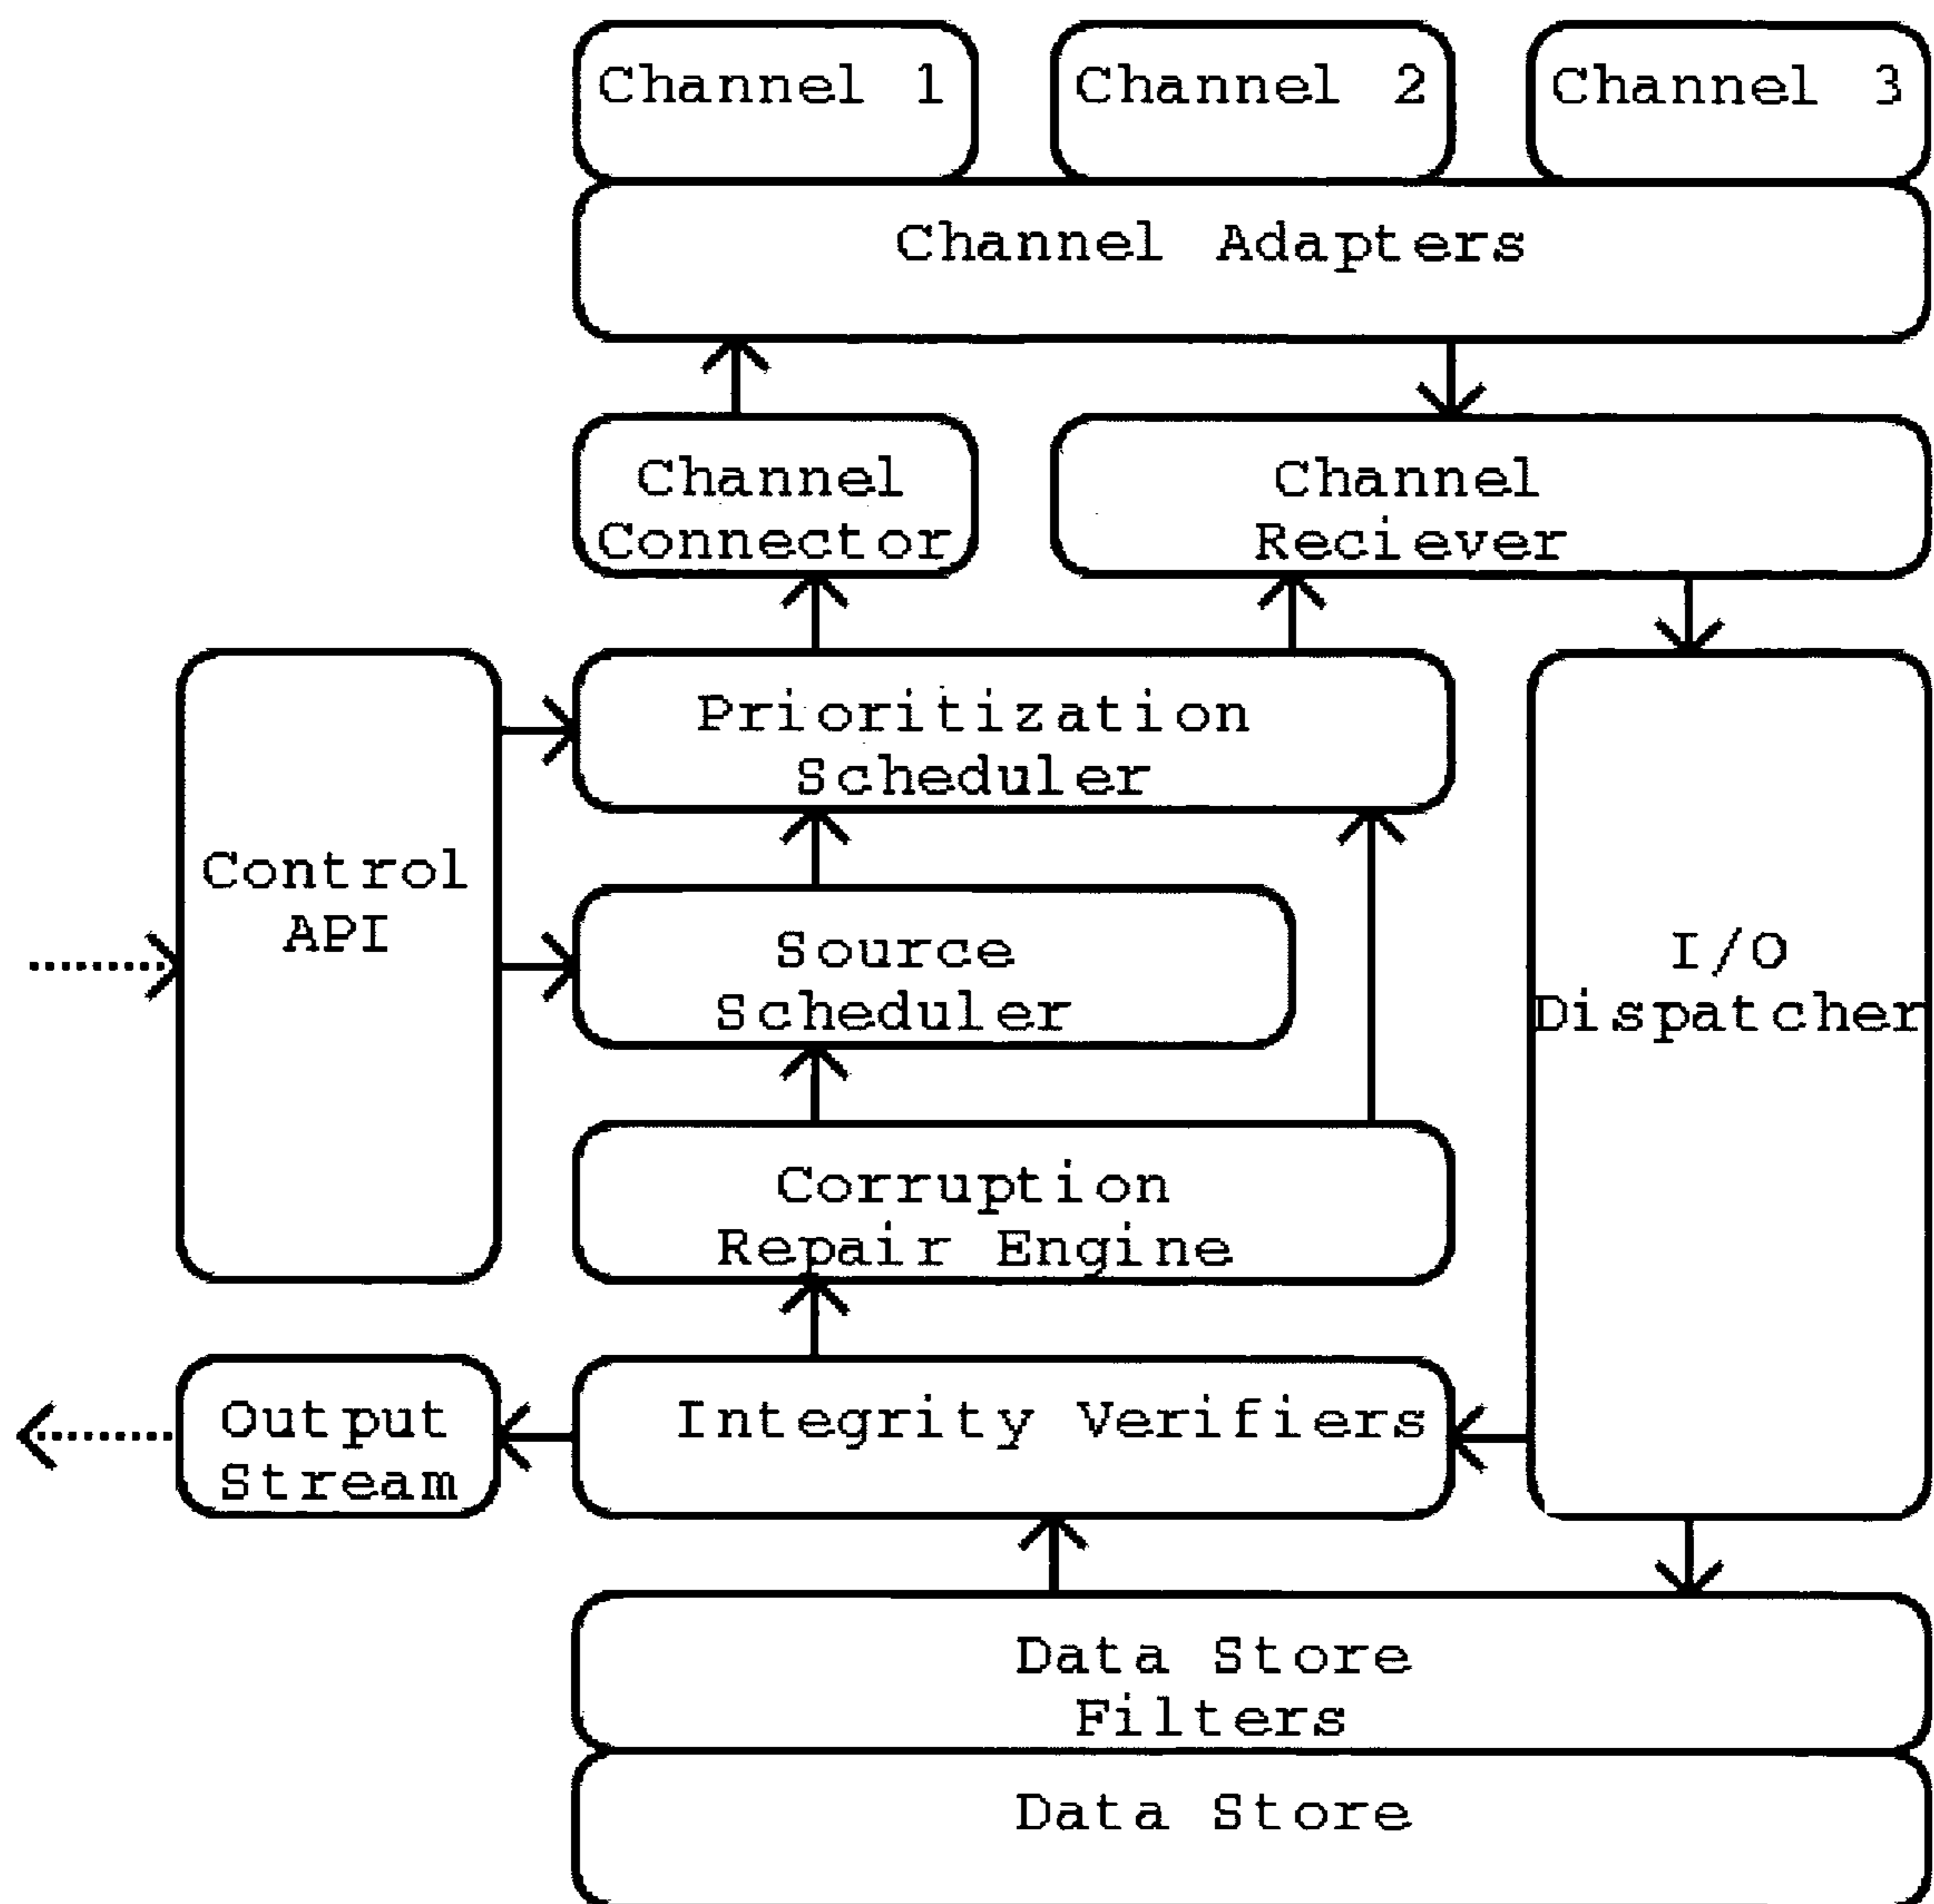 Channel 1
Channel 2
Channel 3
Channel Adapters
Channel
Connector
Channel
Reciever
Prioritization
Scheduler
Control
API
Source
Scheduler
I/O
Dispatcher
Corruption
Repair Engine
Output
Stream
Integrity Verifiers
Data Store
Filters
Data Store